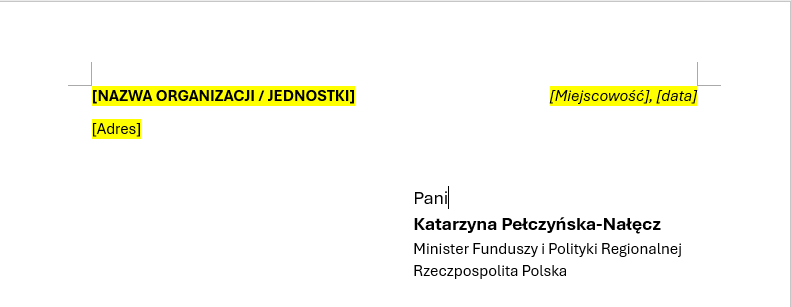 [NAZWA ORGANIZACJI / JEDNOSTKI] [Miejscowość], [data]
[Adres]
Pani
Katarzyna Pełczyńska-Nałęcz
Minister Funduszy i Polityki Regionalnej
Rzeczpospolita Polska